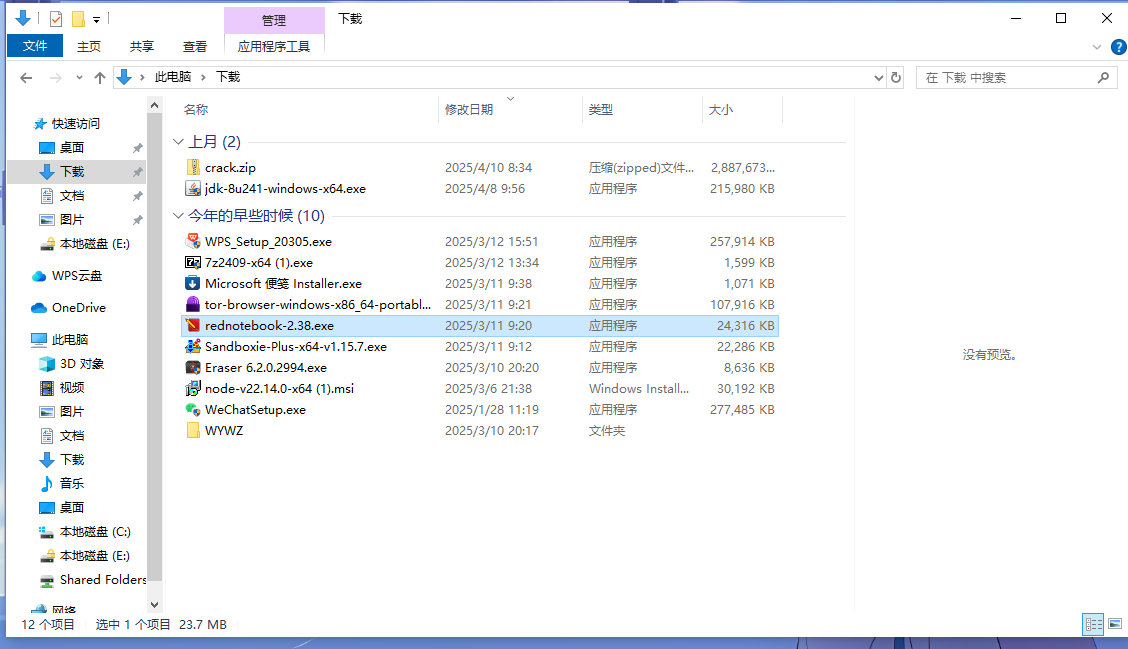 管理
下载
文件
主页
共享
查看
应用程序工具
此电脑 › 下载
在 下载 中搜索
快速访问
桌面
下载
文档
图片
本地磁盘 (E:)
WPS云盘
OneDrive
此电脑
3D 对象
视频
图片
文档
下载
音乐
桌面
本地磁盘 (C:)
本地磁盘 (E:)
Shared Folders
网络
名称 修改日期 类型 大小
上月 (2)
crack.zip 2025/4/10 8:34 压缩(zipped)文件... 2,887,673...
jdk-8u241-windows-x64.exe 2025/4/8 9:56 应用程序 215,980 KB
今年的早些时候 (10)
WPS_Setup_20305.exe 2025/3/12 15:51 应用程序 257,914 KB
7z2409-x64 (1).exe 2025/3/12 13:34 应用程序 1,599 KB
Microsoft 便笺 Installer.exe 2025/3/11 9:38 应用程序 1,071 KB
tor-browser-windows-x86_64-portabl... 2025/3/11 9:21 应用程序 107,916 KB
rednotebook-2.38.exe 2025/3/11 9:20 应用程序 24,316 KB
Sandboxie-Plus-x64-v1.15.7.exe 2025/3/11 9:12 应用程序 22,286 KB
Eraser 6.2.0.2994.exe 2025/3/10 20:20 应用程序 8,636 KB
node-v22.14.0-x64 (1).msi 2025/3/6 21:38 Windows Install... 30,192 KB
WeChatSetup.exe 2025/1/28 11:19 应用程序 277,485 KB
WYWZ 2025/3/10 20:17 文件夹
没有预览。
12 个项目 选中 1 个项目 23.7 MB